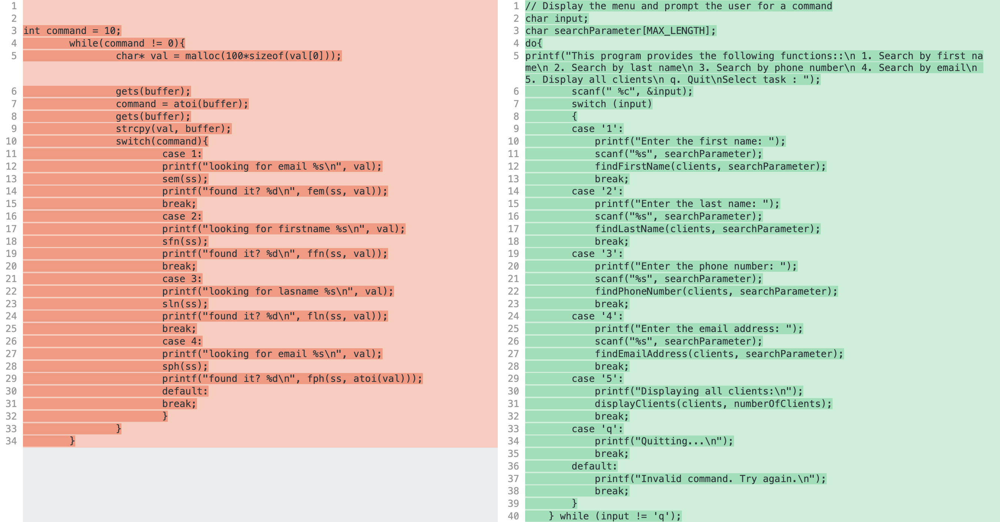 1
2
3 int command = 10;
4 while(command != 0){
5 char* val = malloc(100*sizeof(val[0]));
6 gets(buffer);
7 command = atoi(buffer);
8 gets(buffer);
9 strcpy(val, buffer);
10 switch(command){
11 case 1:
12 printf("looking for email %s\n", val);
13 sem(ss);
14 printf("found it? %d\n", fem(ss, val));
15 break;
16 case 2:
17 printf("looking for firstname %s\n", val);
18 sfn(ss);
19 printf("found it? %d\n", ffn(ss, val));
20 break;
21 case 3:
22 printf("looking for lasname %s\n", val);
23 sln(ss);
24 printf("found it? %d\n", fln(ss, val));
25 break;
26 case 4:
27 printf("looking for email %s\n", val);
28 sph(ss);
29 printf("found it? %d\n", fph(ss, atoi(val)));
30 default:
31 break;
32 }
33 }
34 }
1 // Display the menu and prompt the user for a command
2 char input;
3 char searchParameter[MAX_LENGTH];
4 do{
5 printf("This program provides the following functions::\n 1. Search by first na
me\n 2. Search by last name\n 3. Search by phone number\n 4. Search by email\n
5. Display all clients\n q. Quit\nSelect task : ");
6 scanf(" %c", &input);
7 switch (input)
8 {
9 case '1':
10 printf("Enter the first name: ");
11 scanf("%s", searchParameter);
12 findFirstName(clients, searchParameter);
13 break;
14 case '2':
15 printf("Enter the last name: ");
16 scanf("%s", searchParameter);
17 findLastName(clients, searchParameter);
18 break;
19 case '3':
20 printf("Enter the phone number: ");
21 scanf("%s", searchParameter);
22 findPhoneNumber(clients, searchParameter);
23 break;
24 case '4':
25 printf("Enter the email address: ");
26 scanf("%s", searchParameter);
27 findEmailAddress(clients, searchParameter);
28 break;
29 case '5':
30 printf("Displaying all clients:\n");
31 displayClients(clients, numberOfClients);
32 break;
33 case 'q':
34 printf("Quitting...\n");
35 break;
36 default:
37 printf("Invalid command. Try again.\n");
38 break;
39 }
40 } while (input != 'q');